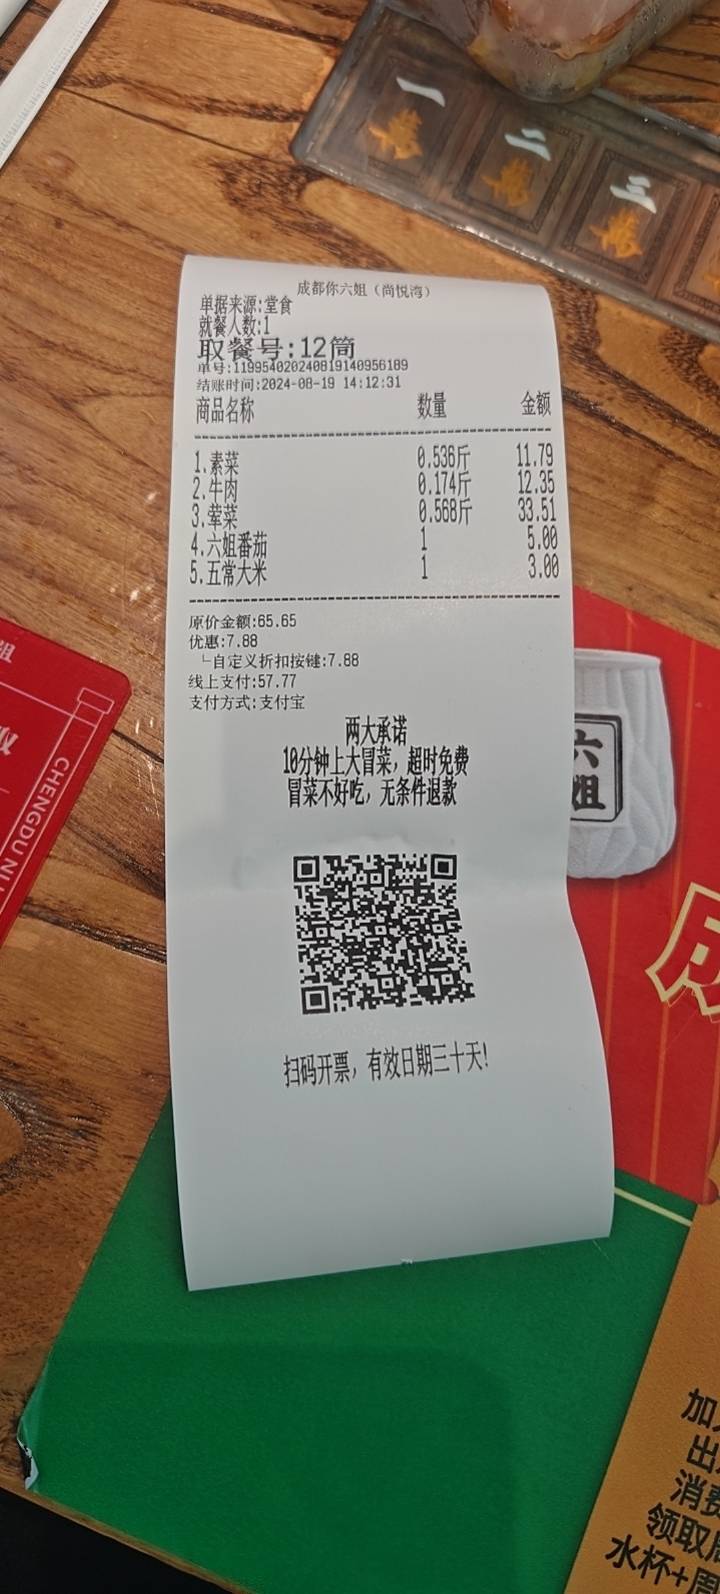 一
萬
二
萬
三
萬
成都你六姐（尚悦湾）
单据来源:堂食
就餐人数:1
取餐号:12筒
单号:119954020240819140956189
结账时间:2024-08-19 14:12:31
商品名称 数量 金额
1.素菜 0.536斤 11.79
2.牛肉 0.174斤 12.35
3.荤菜 0.568斤 33.51
4.六姐番茄 1 5.00
5.五常大米 1 3.00
原价金额:65.65
优惠:7.88
└自定义折扣按键:7.88
线上支付:57.77
支付方式:支付宝
两大承诺
10分钟上大冒菜，超时免费
冒菜不好吃，无条件退款
扫码开票，有效日期三十天!
姐
CHENGDU NI
六
姐
成
加
出
消费
领取
水杯+周